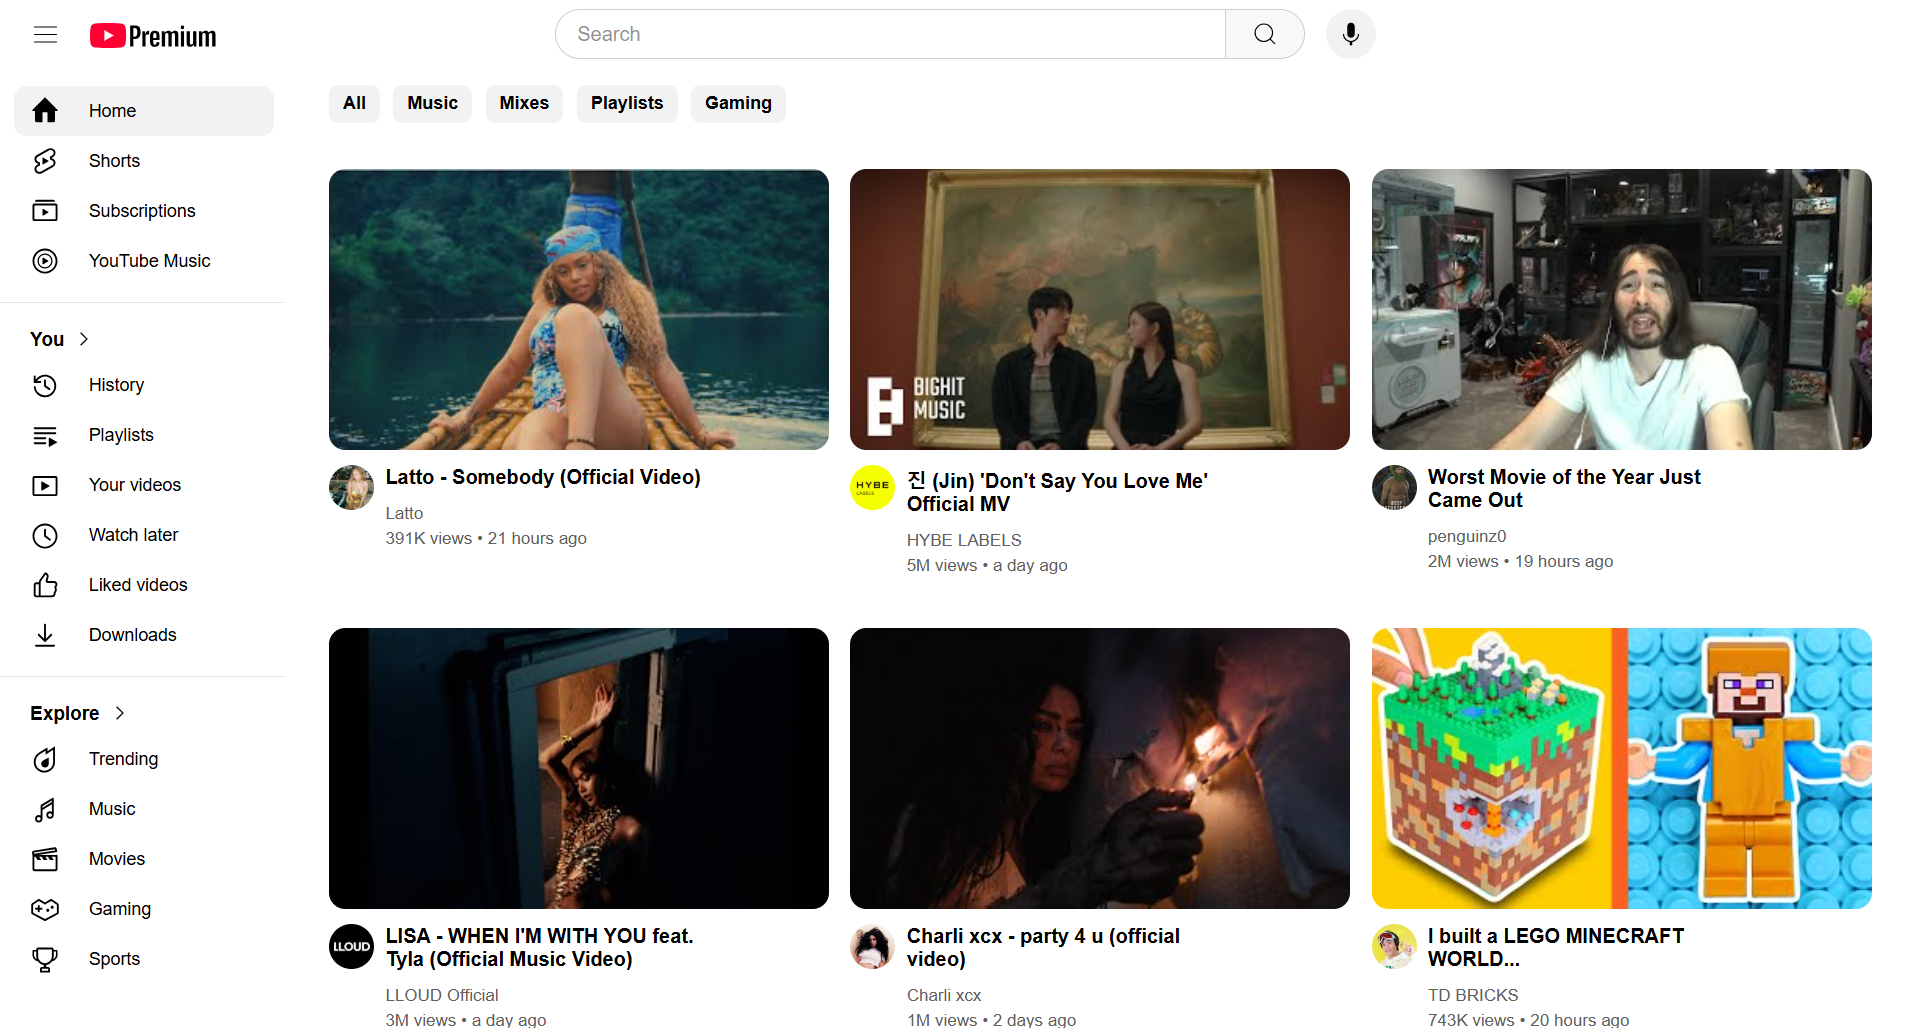 Premium
Search
Home
Shorts
Subscriptions
YouTube Music
You
History
Playlists
Your videos
Watch later
Liked videos
Downloads
Explore
Trending
Music
Movies
Gaming
Sports
All
Music
Mixes
Playlists
Gaming
BIGHIT
MUSIC
Latto - Somebody (Official Video)
Latto
391K views • 21 hours ago
HYBE
LABELS
진 (Jin) 'Don't Say You Love Me'
Official MV
HYBE LABELS
5M views • a day ago
Worst Movie of the Year Just
Came Out
penguinz0
2M views • 19 hours ago
LLOUD
LISA - WHEN I'M WITH YOU feat.
Tyla (Official Music Video)
LLOUD Official
3M views • a day ago
Charli xcx - party 4 u (official
video)
Charli xcx
1M views • 2 days ago
I built a LEGO MINECRAFT
WORLD...
TD BRICKS
743K views • 20 hours ago